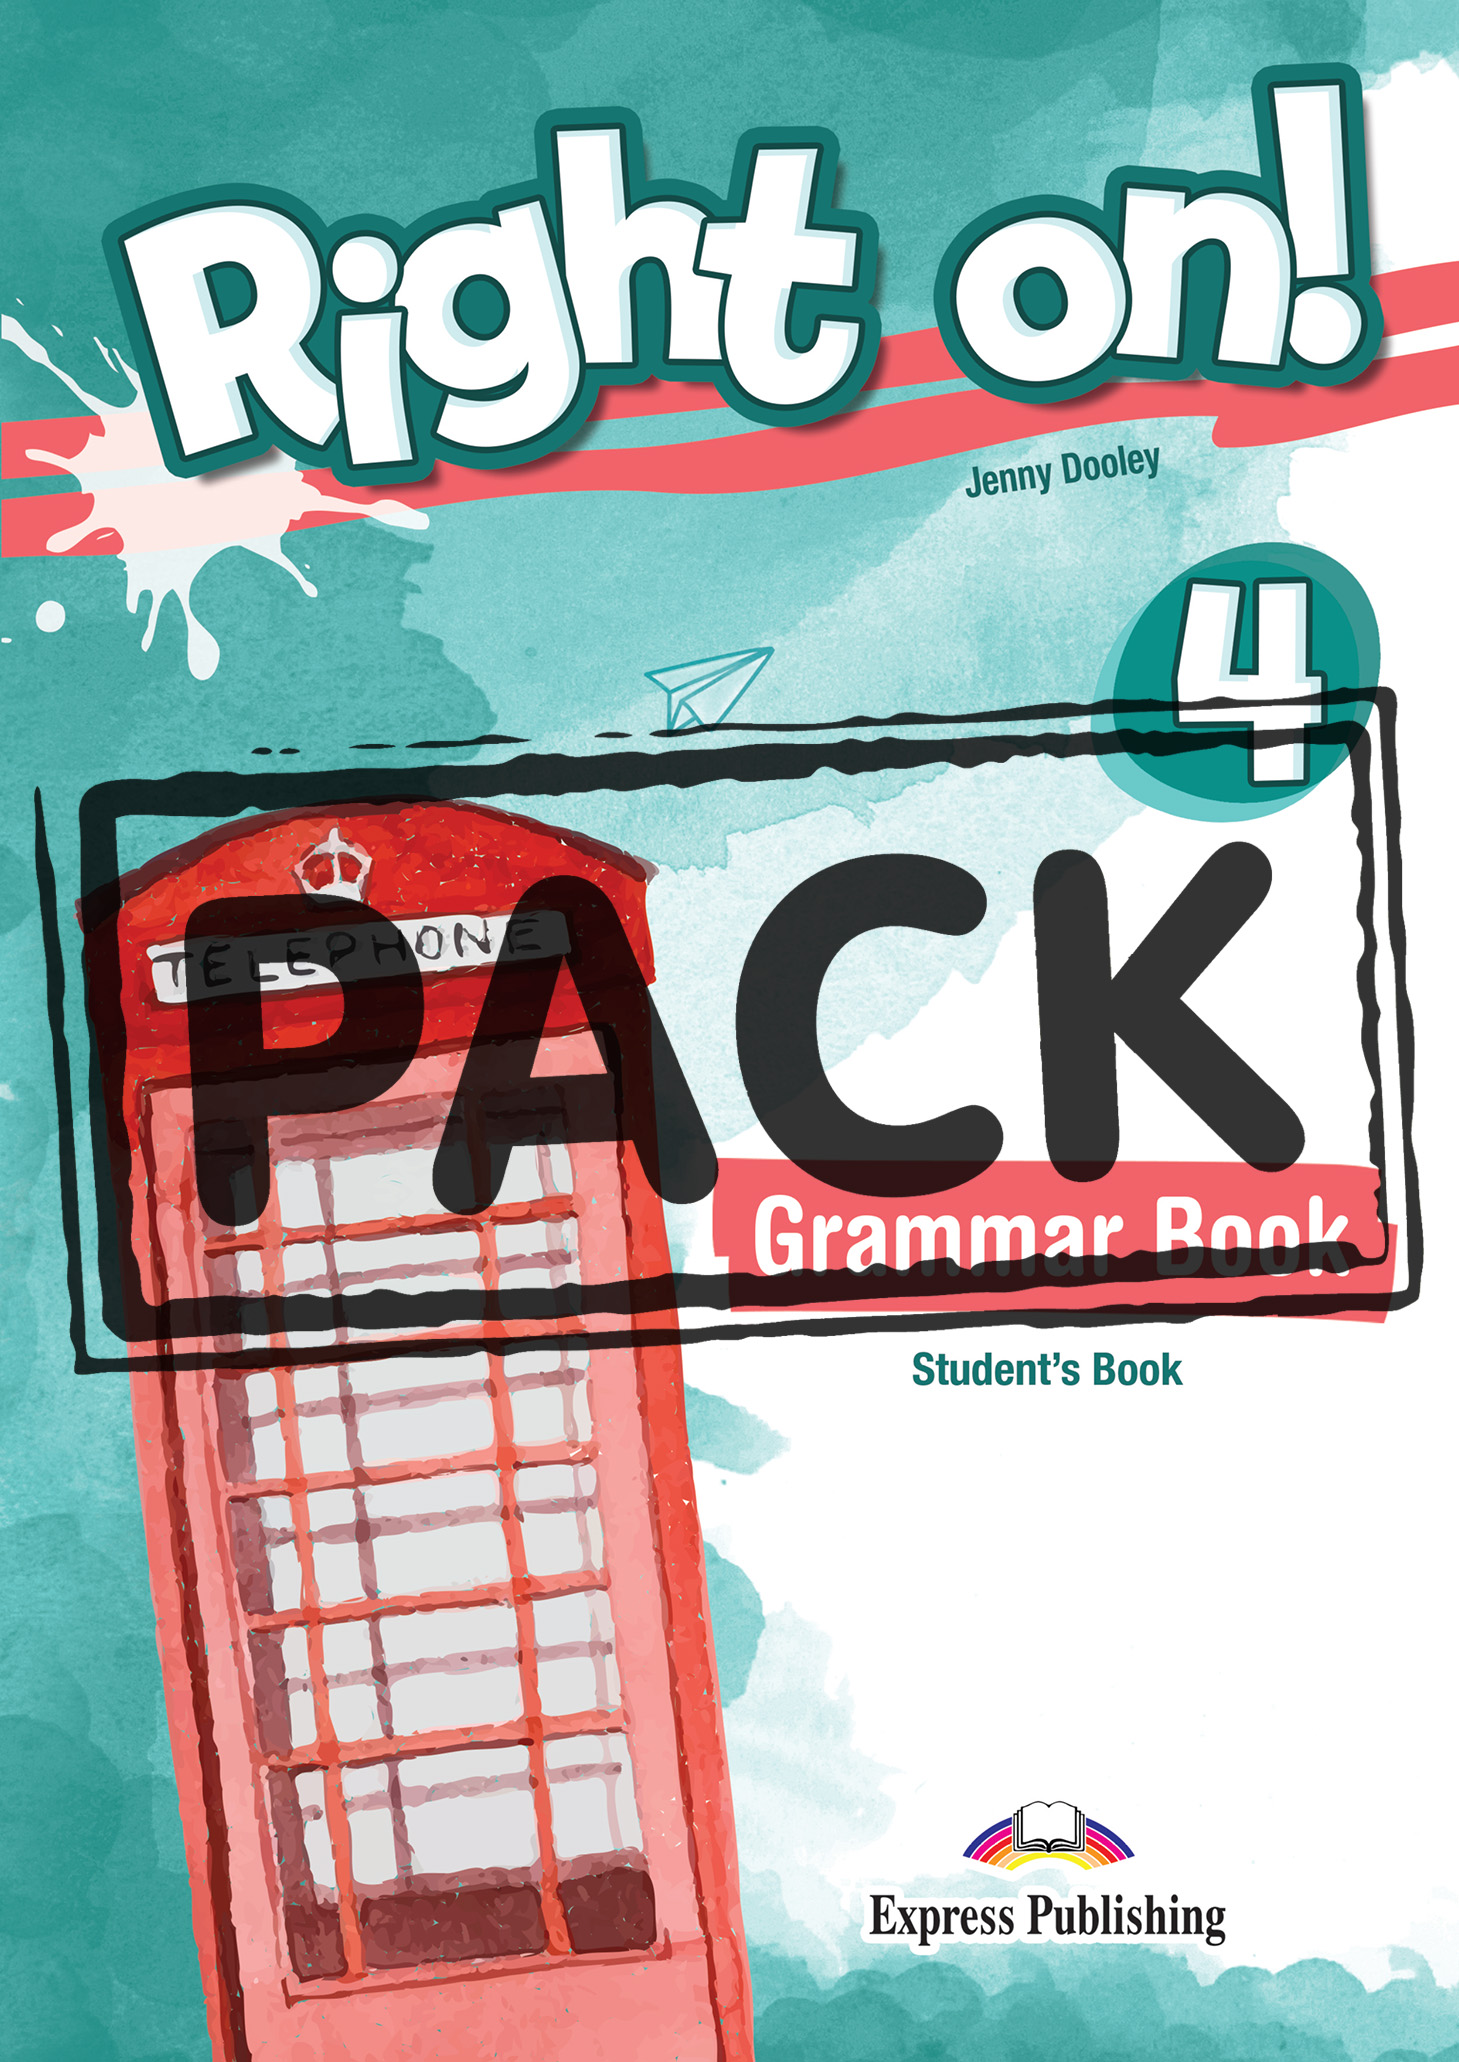 Right on!
Jenny Dooley
4
TELEPHONE
PACK
Grammar Book
Student's Book
Express Publishing